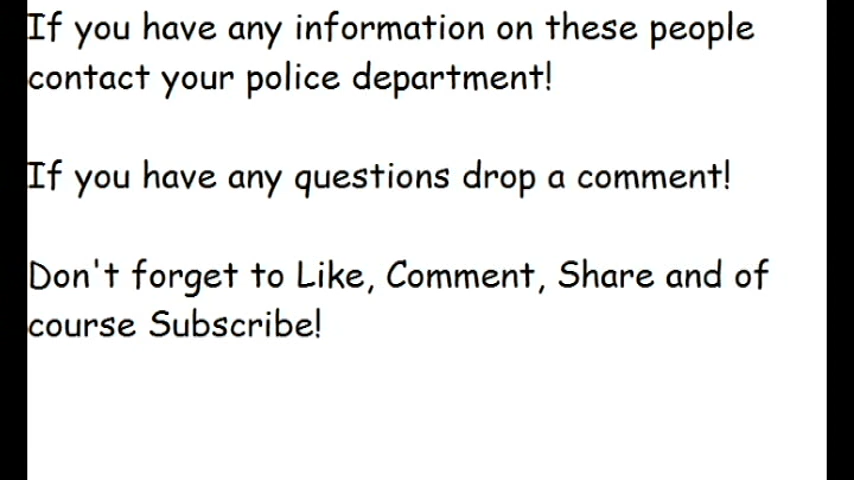 If you have any information on these people
contact your police department!
If you have any questions drop a comment!
Don't forget to Like, Comment, Share and of
course Subscribe!